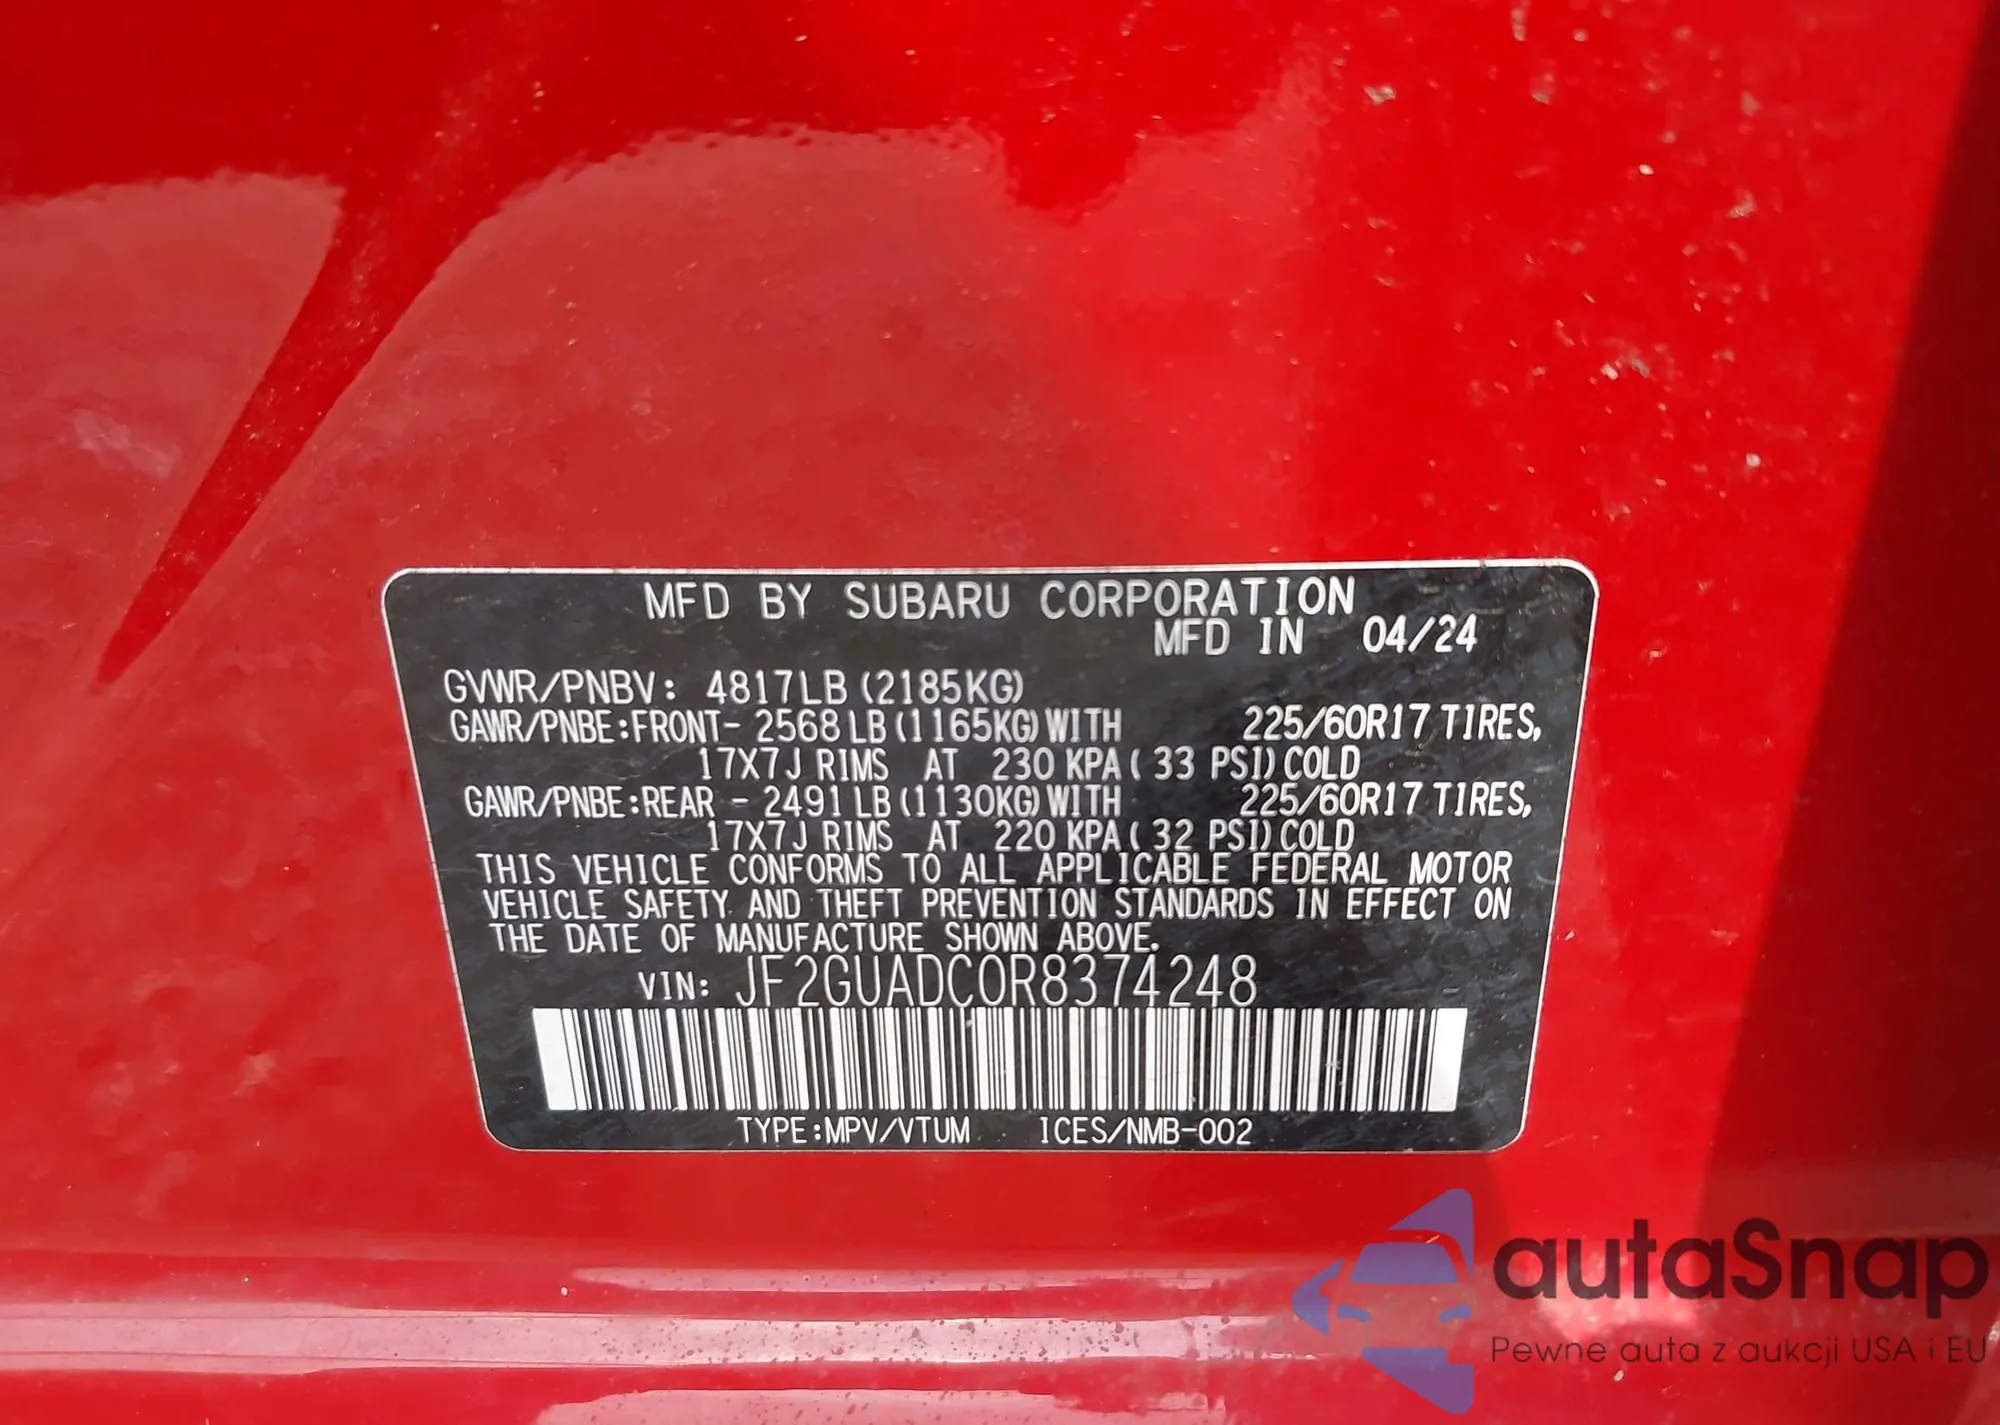 MFD BY SUBARU CORPORATION
MFD IN 04/24
GVWR/PNBV: 4817LB (2185KG)
GAWR/PNBE:FRONT- 2568LB (1165KG) WITH 225/60R17 TIRES,
17X7J RIMS AT 230 KPA ( 33 PSI) COLD
GAWR/PNBE:REAR - 2491LB (1130KG) WITH 225/60R17 TIRES,
17X7J RIMS AT 220 KPA ( 32 PSI) COLD
THIS VEHICLE CONFORMS TO ALL APPLICABLE FEDERAL MOTOR
VEHICLE SAFETY AND THEFT PREVENTION STANDARDS IN EFFECT ON
THE DATE OF MANUFACTURE SHOWN ABOVE.
VIN: JF2GUADC0R8374248
TYPE:MPV/VTUM ICES/NMB-002
autaSnap
Pewne auta z aukcji USA i EU